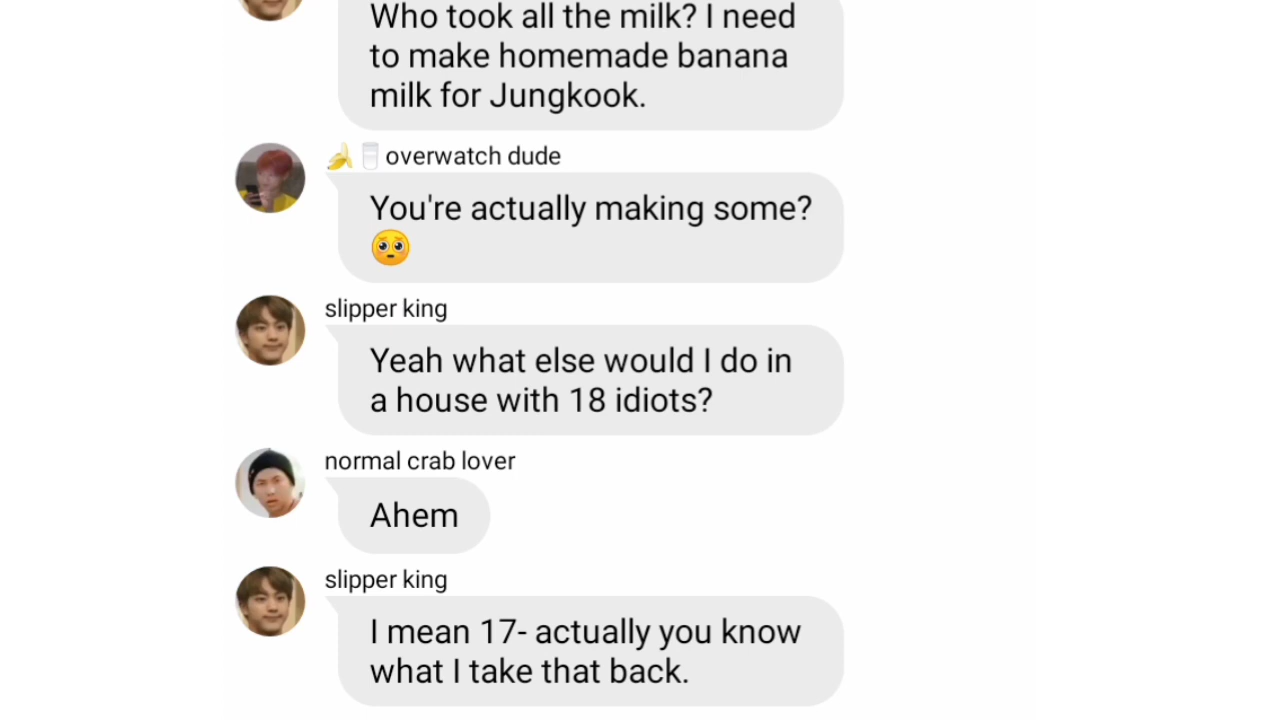 Who took all the milk? I need
to make homemade banana
milk for Jungkook.
🍌🥛overwatch dude
You're actually making some?
🥺
slipper king
Yeah what else would I do in
a house with 18 idiots?
normal crab lover
Ahem
slipper king
I mean 17- actually you know
what I take that back.